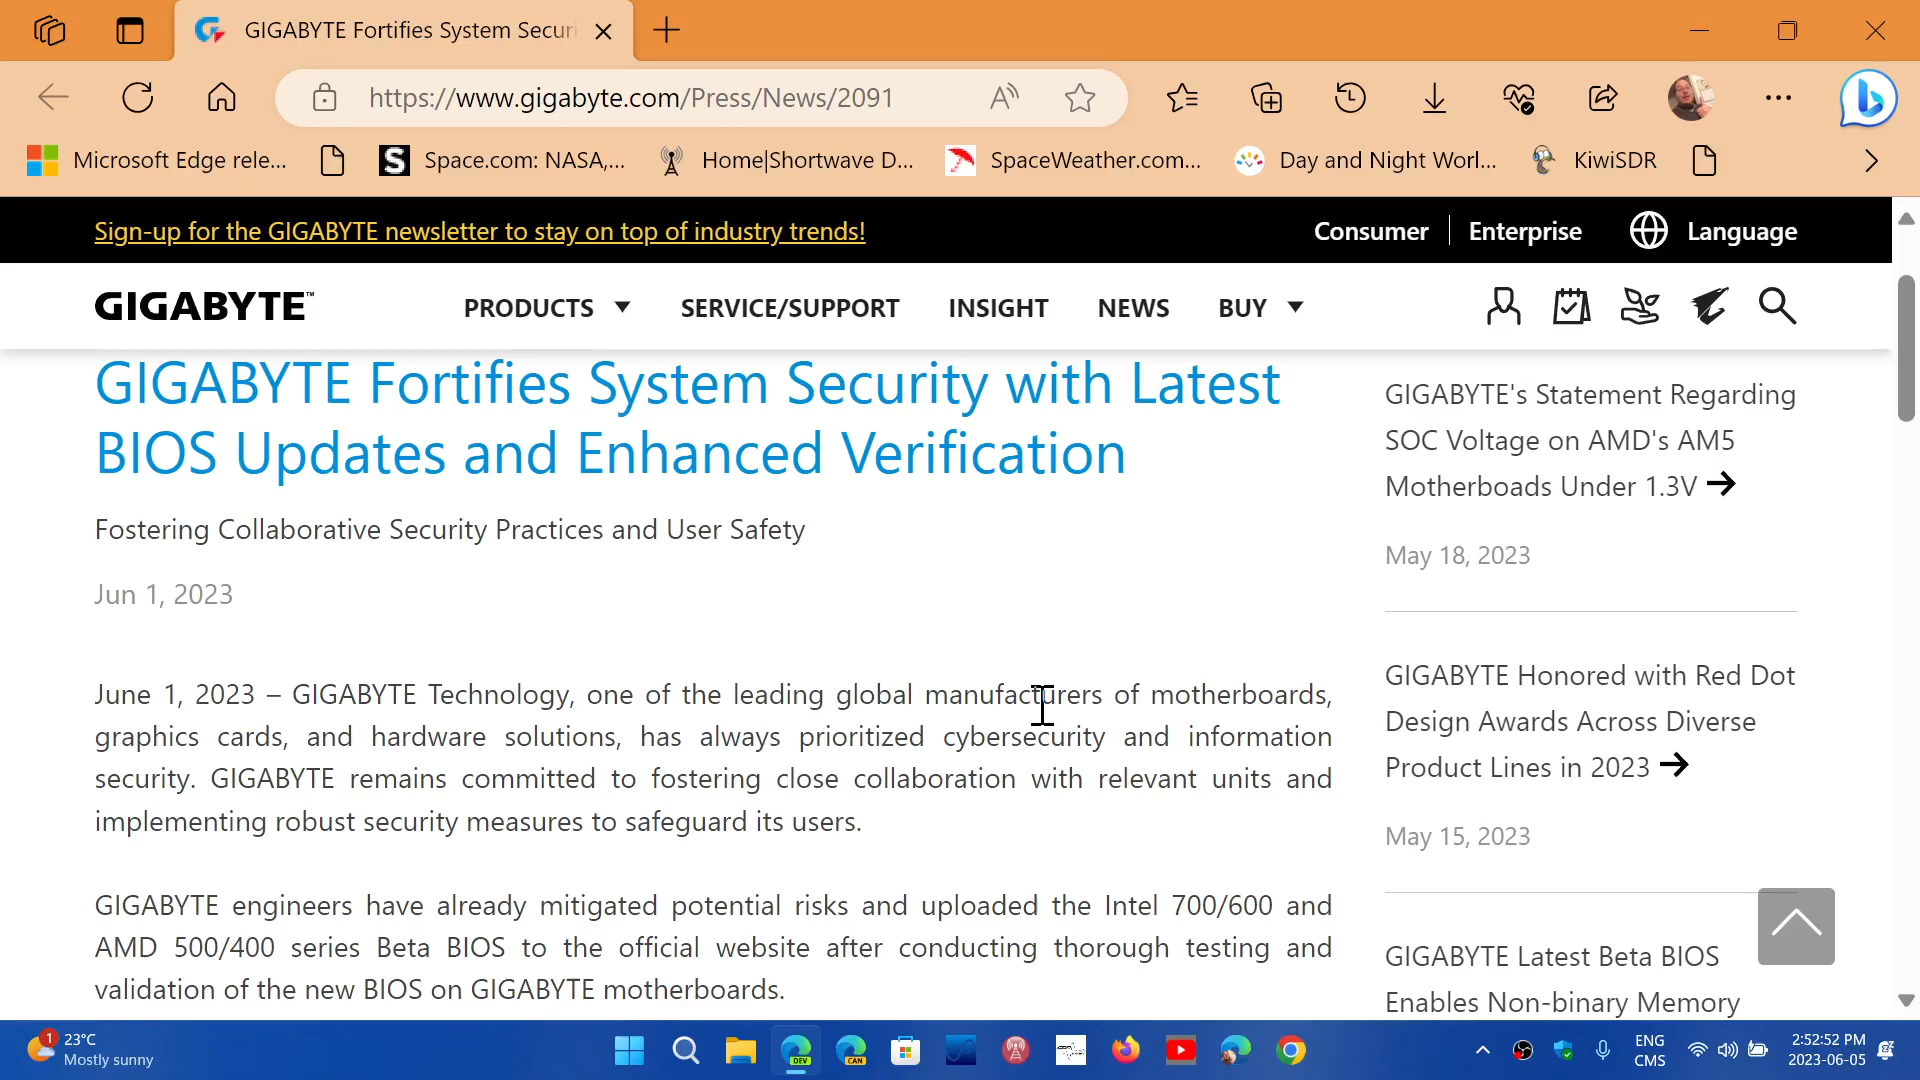 GIGABYTE Fortifies System Securi
https://www.gigabyte.com/Press/News/2091
Microsoft Edge rele...
Space.com: NASA,...
Home|Shortwave D...
SpaceWeather.com...
Day and Night Worl...
KiwiSDR
Sign-up for the GIGABYTE newsletter to stay on top of industry trends!
Consumer
Enterprise
Language
GIGABYTE™
PRODUCTS
SERVICE/SUPPORT
INSIGHT
NEWS
BUY
GIGABYTE Fortifies System Security with Latest
BIOS Updates and Enhanced Verification
Fostering Collaborative Security Practices and User Safety
Jun 1, 2023
June 1, 2023 – GIGABYTE Technology, one of the leading global manufacturers of motherboards,
graphics cards, and hardware solutions, has always prioritized cybersecurity and information
security. GIGABYTE remains committed to fostering close collaboration with relevant units and
implementing robust security measures to safeguard its users.
GIGABYTE engineers have already mitigated potential risks and uploaded the Intel 700/600 and
AMD 500/400 series Beta BIOS to the official website after conducting thorough testing and
validation of the new BIOS on GIGABYTE motherboards.
GIGABYTE's Statement Regarding
SOC Voltage on AMD's AM5
Motherboads Under 1.3V
May 18, 2023
GIGABYTE Honored with Red Dot
Design Awards Across Diverse
Product Lines in 2023
May 15, 2023
GIGABYTE Latest Beta BIOS
Enables Non-binary Memory
1
23°C
Mostly sunny
DEV
CAN
ENG
CMS
2:52:52 PM
2023-06-05